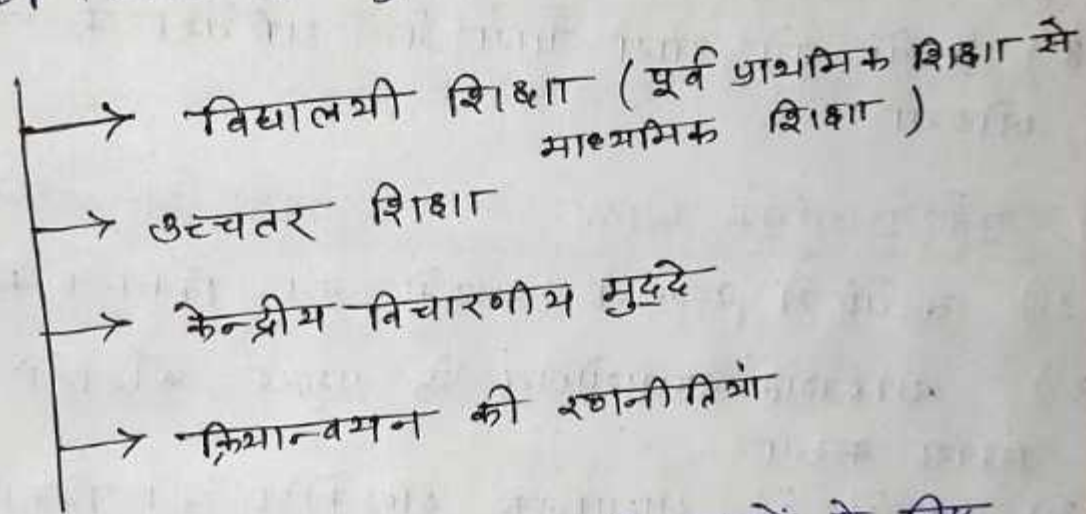 → विद्यालयी शिक्षा (पूर्व प्राथमिक शिक्षा से
माध्यमिक शिक्षा)
→ उच्चतर शिक्षा
→ केन्द्रीय विचारणीय मुद्दे
→ क्रियान्वयन की रणनीतियां